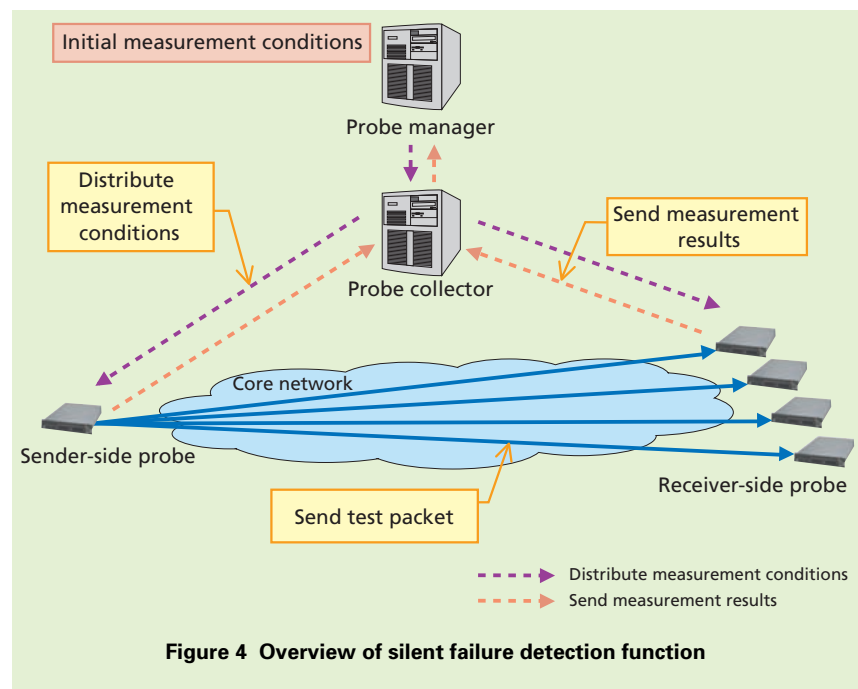 Initial measurement conditions
Probe manager
Distribute
measurement
conditions
Send measurement
results
Probe collector
Core network
Sender-side probe
Receiver-side probe
Send test packet
Distribute measurement conditions
Send measurement results
Figure 4 Overview of silent failure detection function